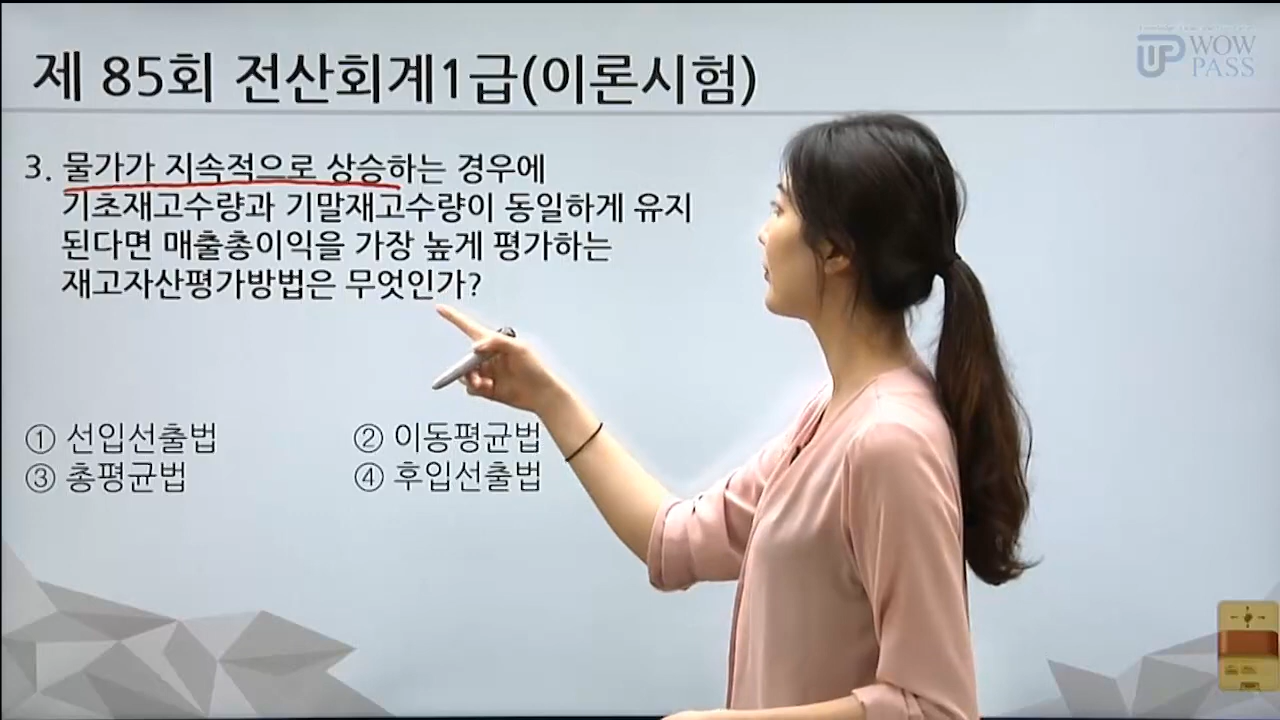 제 85회 전산회계1급(이론시험)
UP WOW PASS
3. 물가가 지속적으로 상승하는 경우에
기초재고수량과 기말재고수량이 동일하게 유지
된다면 매출총이익을 가장 높게 평가하는
재고자산평가방법은 무엇인가?
① 선입선출법 ② 이동평균법
③ 총평균법 ④ 후입선출법